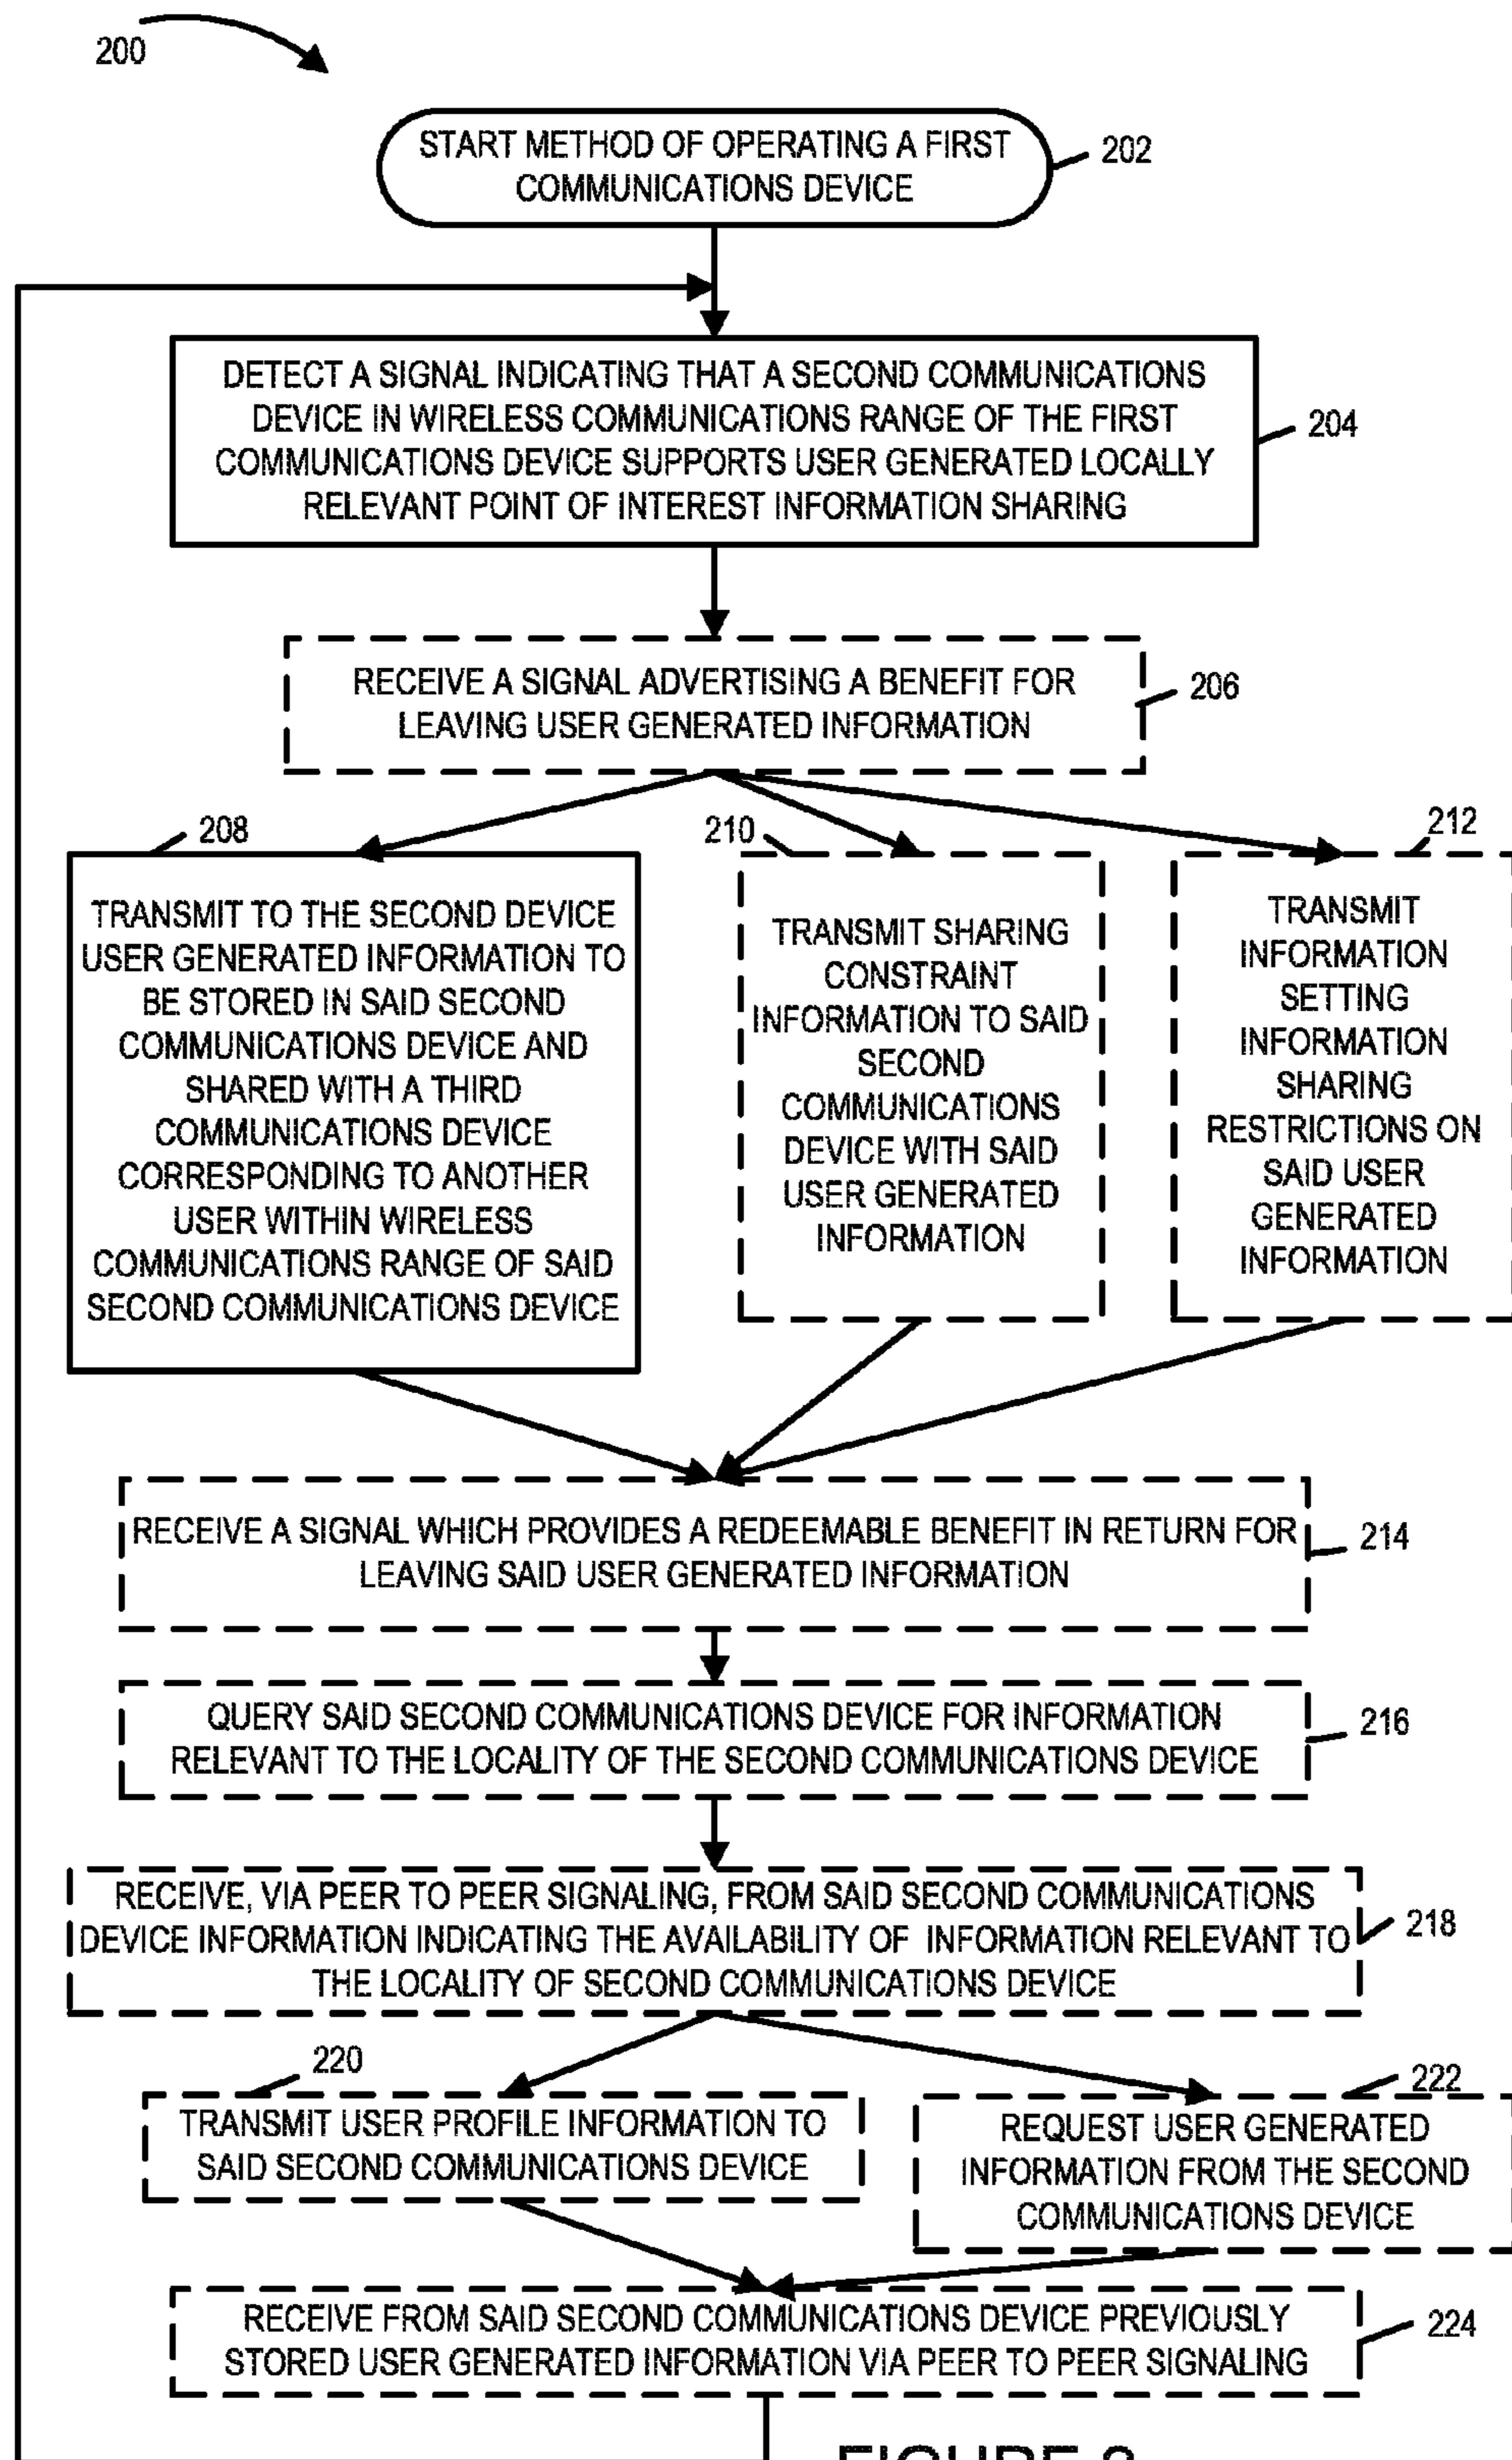 200
START METHOD OF OPERATING A FIRST
COMMUNICATIONS DEVICE
202
DETECT A SIGNAL INDICATING THAT A SECOND COMMUNICATIONS
DEVICE IN WIRELESS COMMUNICATIONS RANGE OF THE FIRST
COMMUNICATIONS DEVICE SUPPORTS USER GENERATED LOCALLY
RELEVANT POINT OF INTEREST INFORMATION SHARING
204
RECEIVE A SIGNAL ADVERTISING A BENEFIT FOR
LEAVING USER GENERATED INFORMATION
206
208
TRANSMIT TO THE SECOND DEVICE
USER GENERATED INFORMATION TO
BE STORED IN SAID SECOND
COMMUNICATIONS DEVICE AND
SHARED WITH A THIRD
COMMUNICATIONS DEVICE
CORRESPONDING TO ANOTHER
USER WITHIN WIRELESS
COMMUNICATIONS RANGE OF SAID
SECOND COMMUNICATIONS DEVICE
210
TRANSMIT SHARING
CONSTRAINT
INFORMATION TO SAID
SECOND
COMMUNICATIONS
DEVICE WITH SAID
USER GENERATED
INFORMATION
212
TRANSMIT
INFORMATION
SETTING
INFORMATION
SHARING
RESTRICTIONS ON
SAID USER
GENERATED
INFORMATION
RECEIVE A SIGNAL WHICH PROVIDES A REDEEMABLE BENEFIT IN RETURN FOR
LEAVING SAID USER GENERATED INFORMATION
214
QUERY SAID SECOND COMMUNICATIONS DEVICE FOR INFORMATION
RELEVANT TO THE LOCALITY OF THE SECOND COMMUNICATIONS DEVICE
216
RECEIVE, VIA PEER TO PEER SIGNALING, FROM SAID SECOND COMMUNICATIONS
DEVICE INFORMATION INDICATING THE AVAILABILITY OF INFORMATION RELEVANT TO
THE LOCALITY OF SECOND COMMUNICATIONS DEVICE
218
220
TRANSMIT USER PROFILE INFORMATION TO
SAID SECOND COMMUNICATIONS DEVICE
222
REQUEST USER GENERATED
INFORMATION FROM THE SECOND
COMMUNICATIONS DEVICE
RECEIVE FROM SAID SECOND COMMUNICATIONS DEVICE PREVIOUSLY
STORED USER GENERATED INFORMATION VIA PEER TO PEER SIGNALING
224
FIGURE